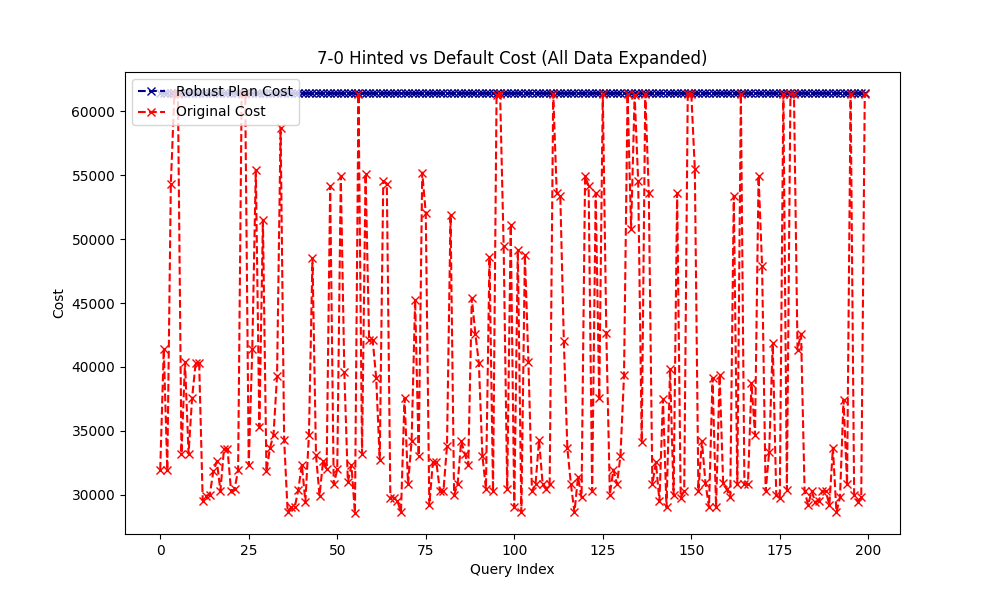 7-0 Hinted vs Default Cost (All Data Expanded)
Robust Plan Cost
Original Cost
60000
55000
50000
45000
40000
35000
30000
Cost
0 25 50 75 100 125 150 175 200
Query Index